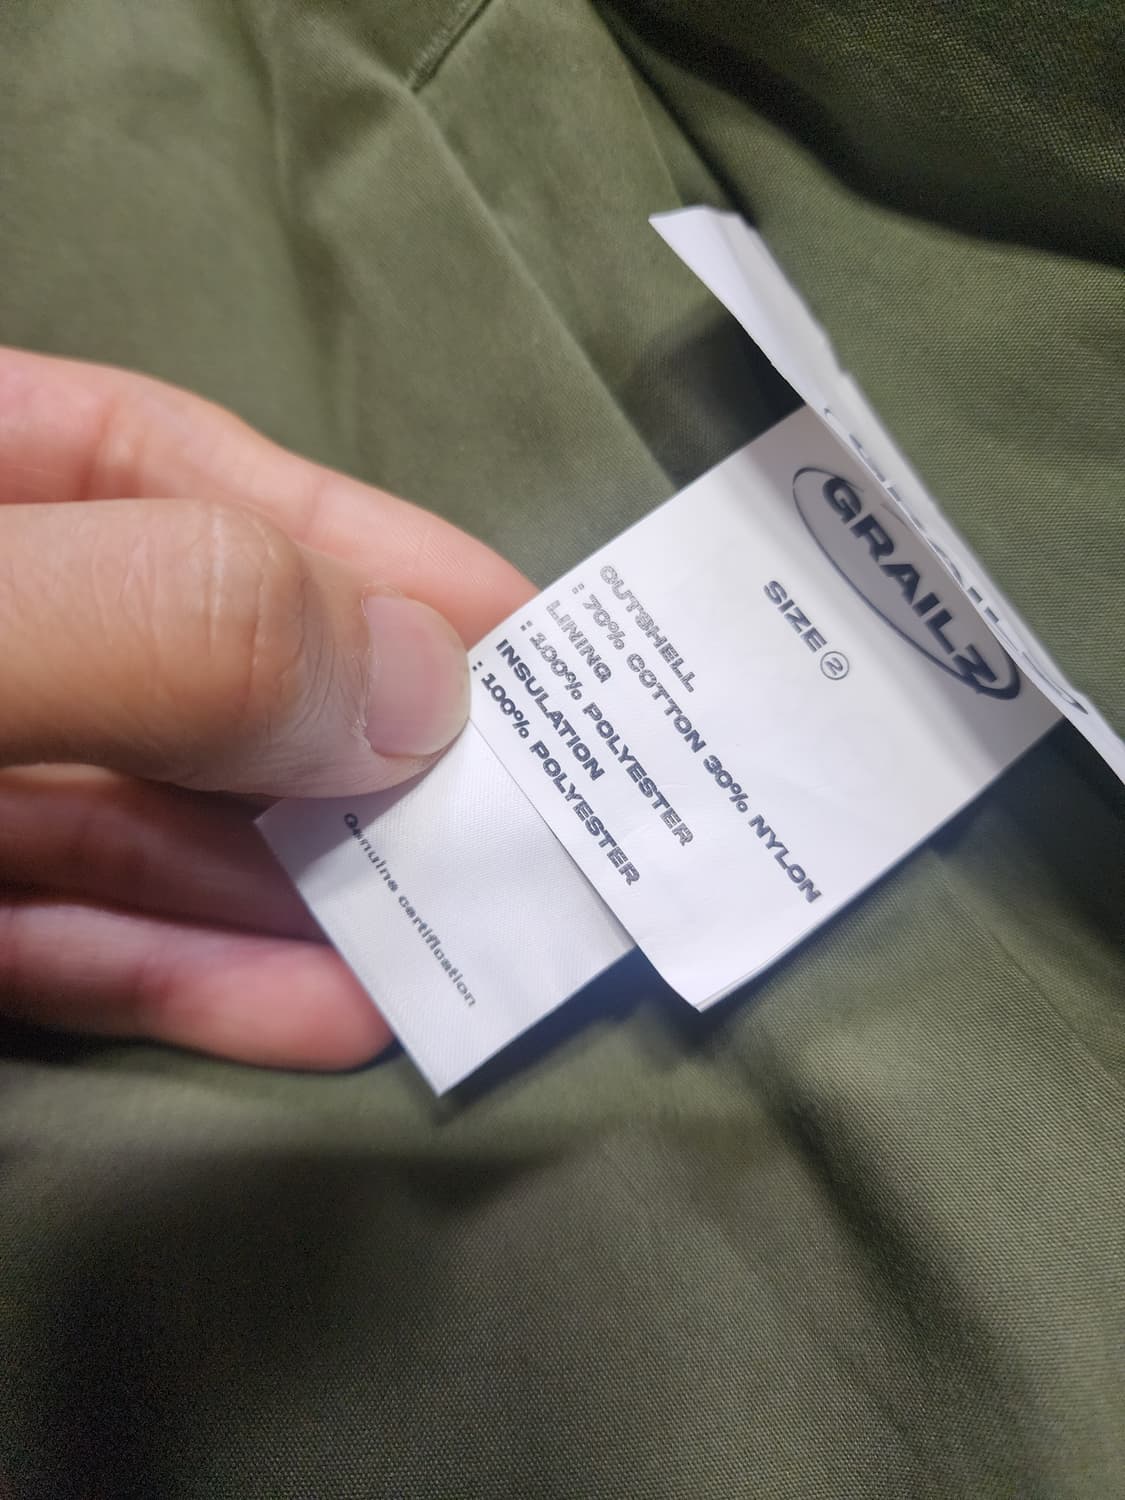 GRAILZ
SIZE ②
OUTSHELL
: 70% COTTON 30% NYLON
LINING
: 100% POLYESTER
INSULATION
: 100% POLYESTER
Genuine certification